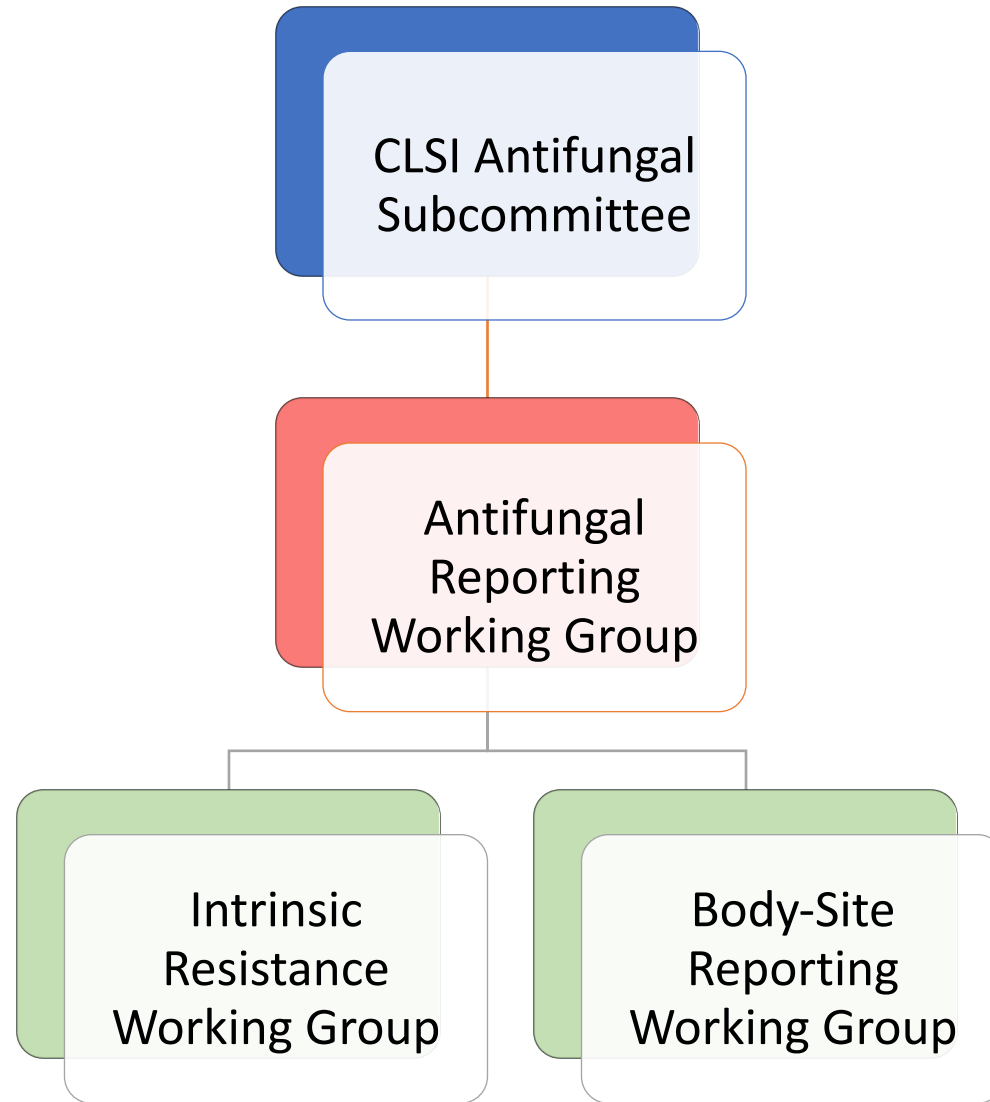 CLSI Antifungal
Subcommittee
Antifungal
Reporting
Working Group
Intrinsic
Resistance
Working Group
Body-Site
Reporting
Working Group